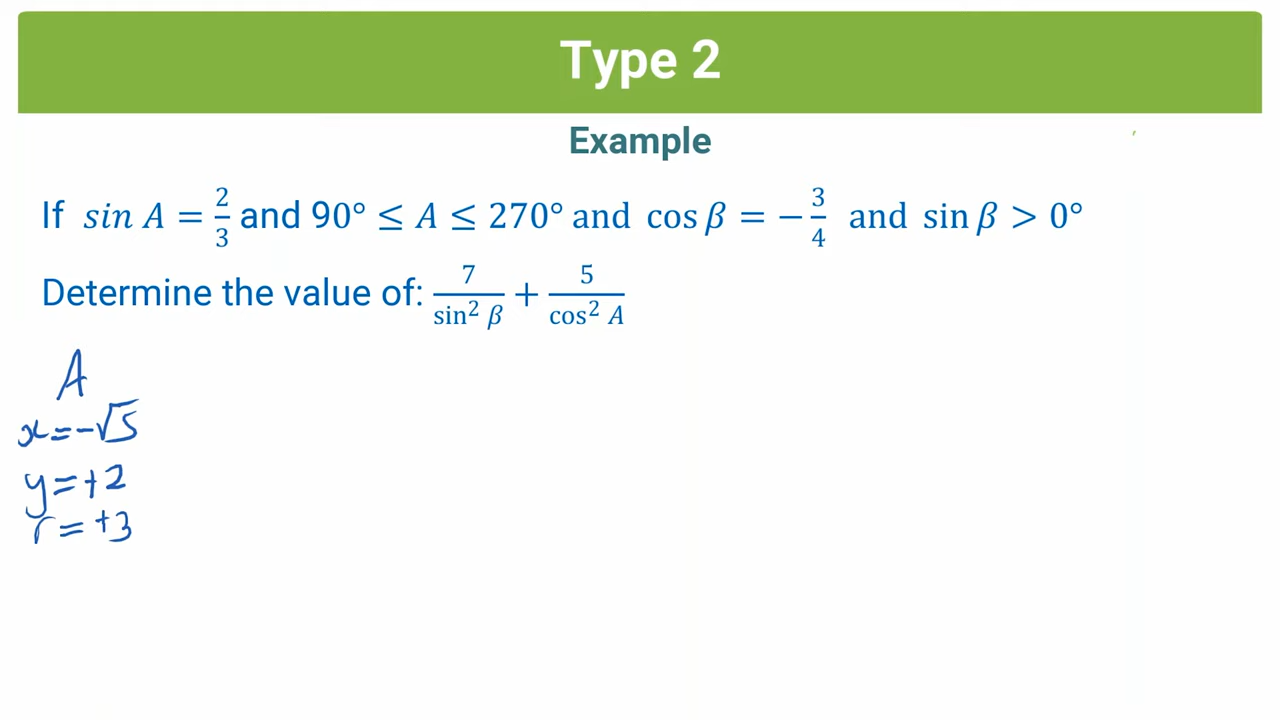 Type 2
Example
If sin A = 2/3 and 90° ≤ A ≤ 270° and cos β = −3/4 and sin β > 0°
Determine the value of: 7/sin² β + 5/cos² A
A
x=-√5
y=+2
r=+3